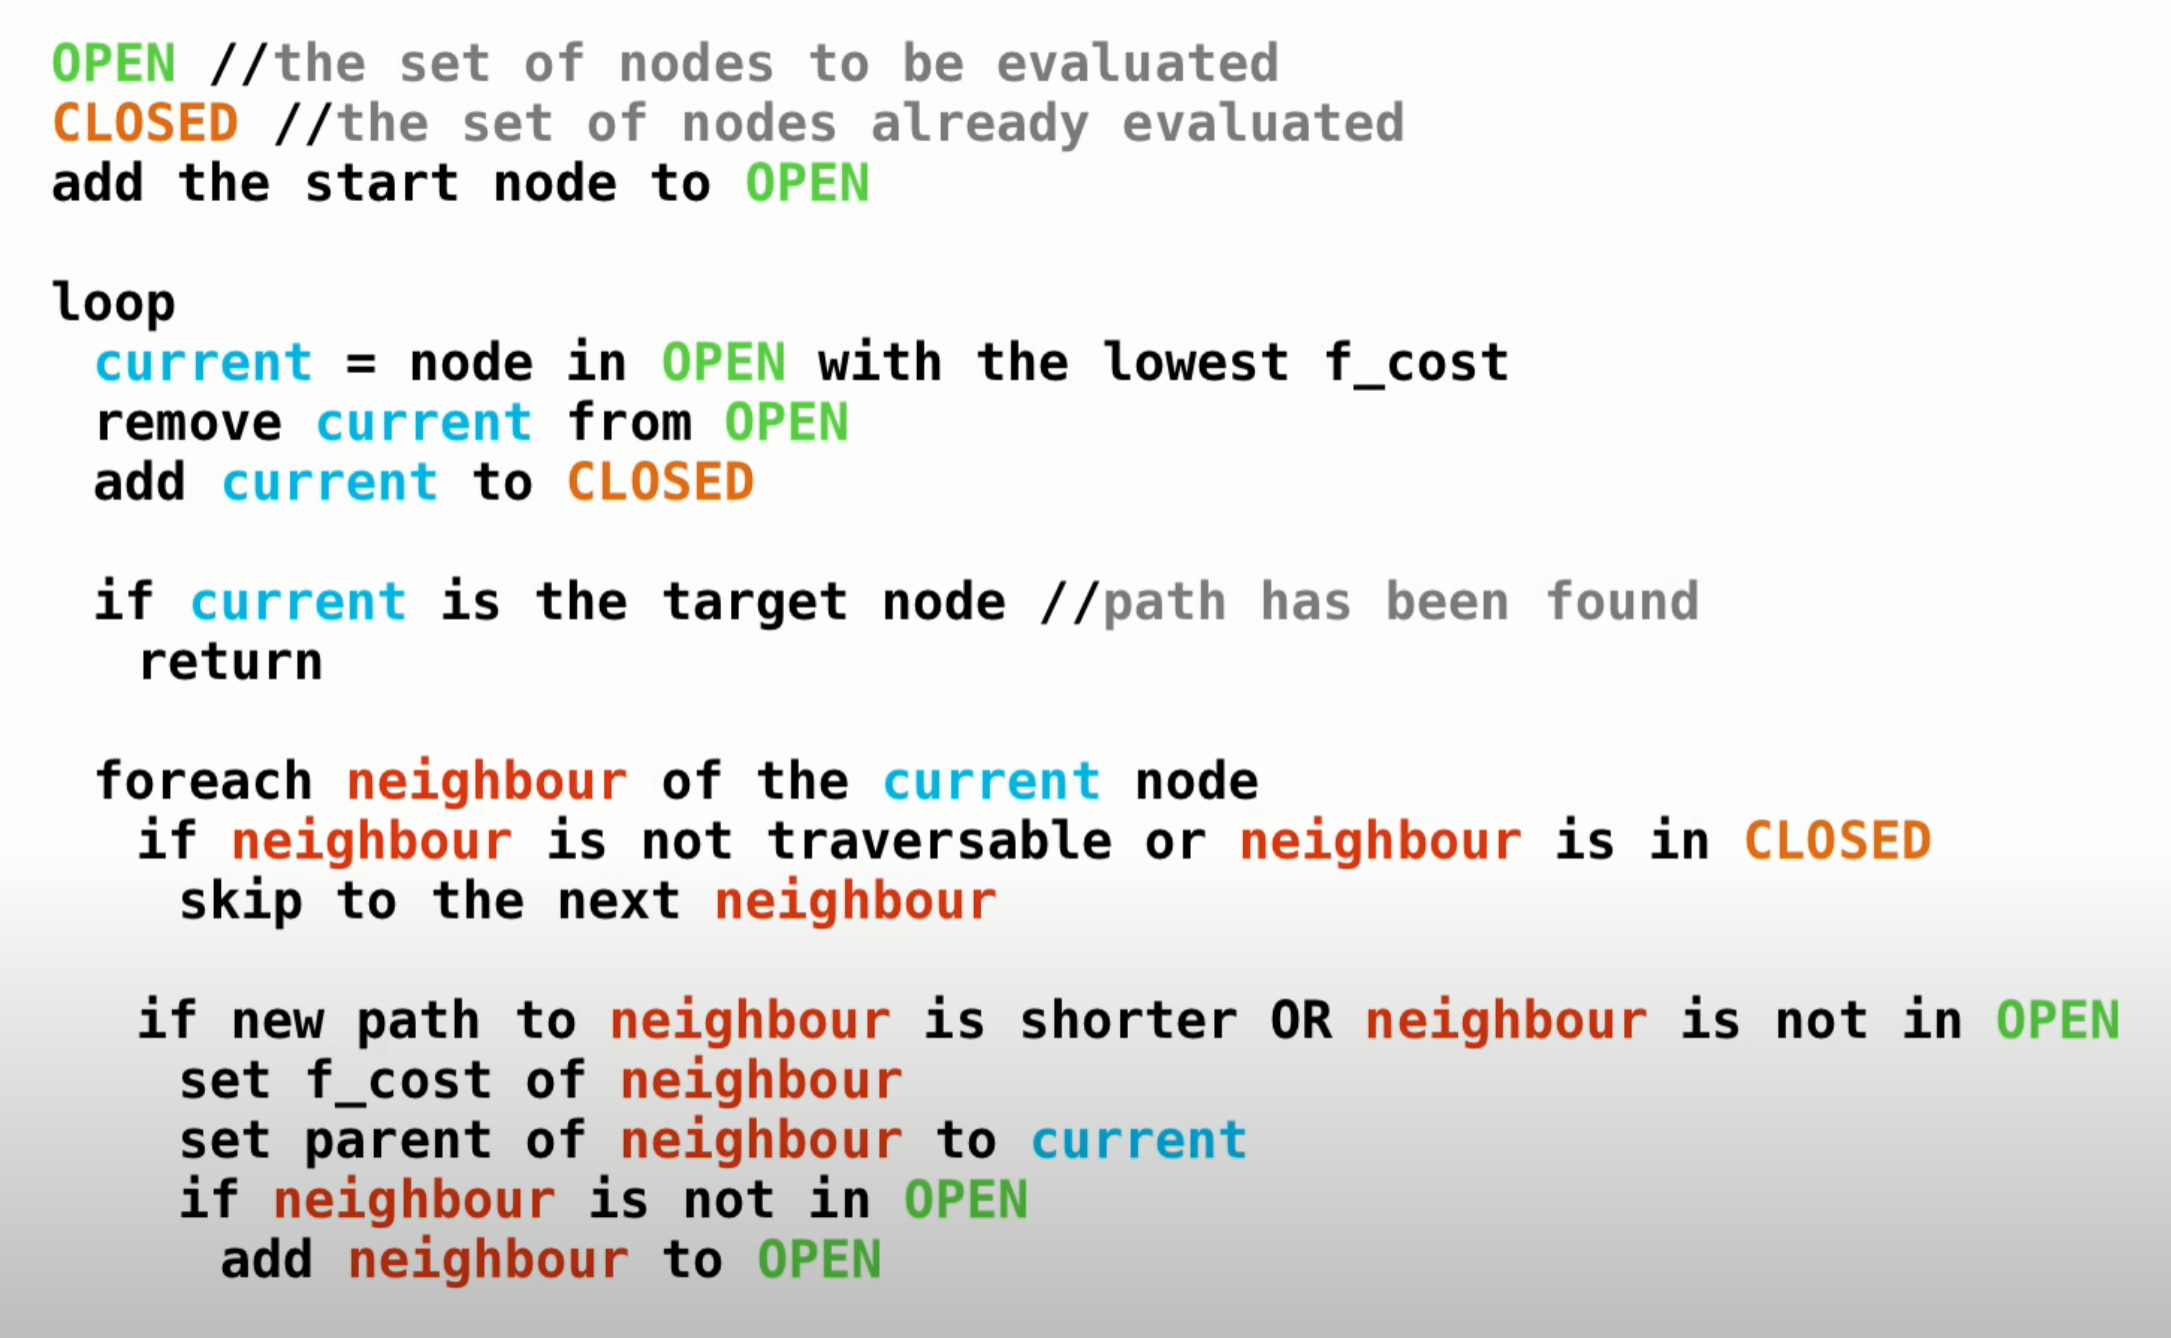 OPEN //the set of nodes to be evaluated
CLOSED //the set of nodes already evaluated
add the start node to OPEN
loop
current = node in OPEN with the lowest f_cost
remove current from OPEN
add current to CLOSED
if current is the target node //path has been found
return
foreach neighbour of the current node
if neighbour is not traversable or neighbour is in CLOSED
skip to the next neighbour
if new path to neighbour is shorter OR neighbour is not in OPEN
set f_cost of neighbour
set parent of neighbour to current
if neighbour is not in OPEN
add neighbour to OPEN